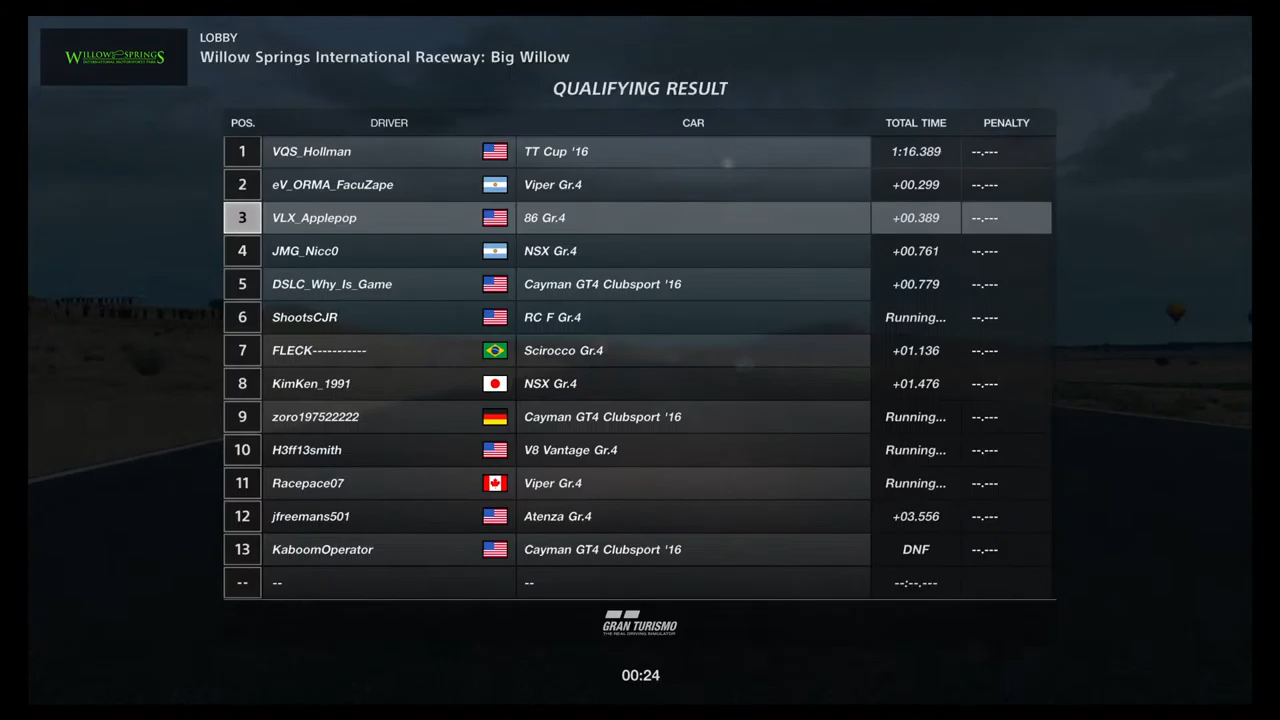 WILLOW SPRINGS
LOBBY
Willow Springs International Raceway: Big Willow
QUALIFYING RESULT
POS. DRIVER CAR TOTAL TIME PENALTY
1 VQS_Hollman TT Cup '16 1:16.389 --.---
2 eV_ORMA_FacuZape Viper Gr.4 +00.299 --.---
3 VLX_Applepop 86 Gr.4 +00.389 --.---
4 JMG_Nicc0 NSX Gr.4 +00.761 --.---
5 DSLC_Why_Is_Game Cayman GT4 Clubsport '16 +00.779 --.---
6 ShootsCJR RC F Gr.4 Running... --.---
7 FLECK----------- Scirocco Gr.4 +01.136 --.---
8 KimKen_1991 NSX Gr.4 +01.476 --.---
9 zoro197522222 Cayman GT4 Clubsport '16 Running... --.---
10 H3ff13smith V8 Vantage Gr.4 Running... --.---
11 Racepace07 Viper Gr.4 Running... --.---
12 jfreemans501 Atenza Gr.4 +03.556 --.---
13 KaboomOperator Cayman GT4 Clubsport '16 DNF --.---
-- -- -- --:--.---
GRAN TURISMO
THE REAL DRIVING SIMULATOR
00:24